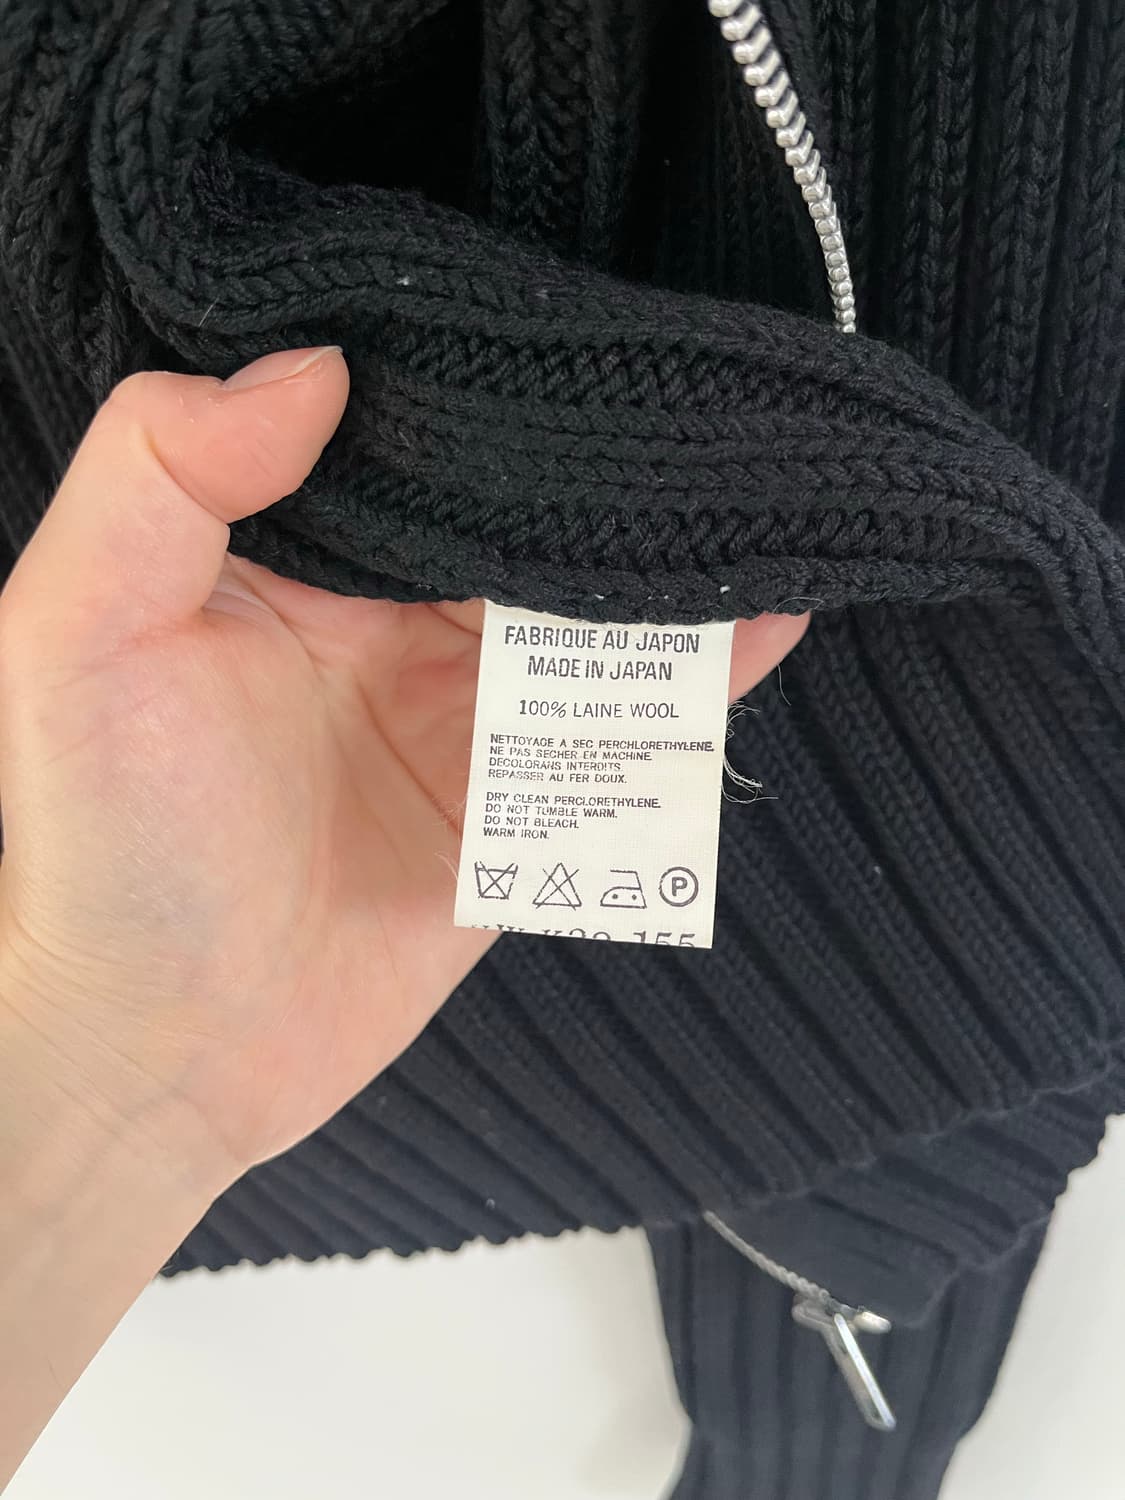 FABRIQUE AU JAPON
MADE IN JAPAN
100% LAINE WOOL
NETTOYAGE A SEC PERCHLORETHYLENE.
NE PAS SECHER EN MACHINE.
DECOLORANS INTERDITS.
REPASSER AU FER DOUX.
DRY CLEAN PERCLORETHYLENE.
DO NOT TUMBLE WARM.
DO NOT BLEACH.
WARM IRON.
P
155